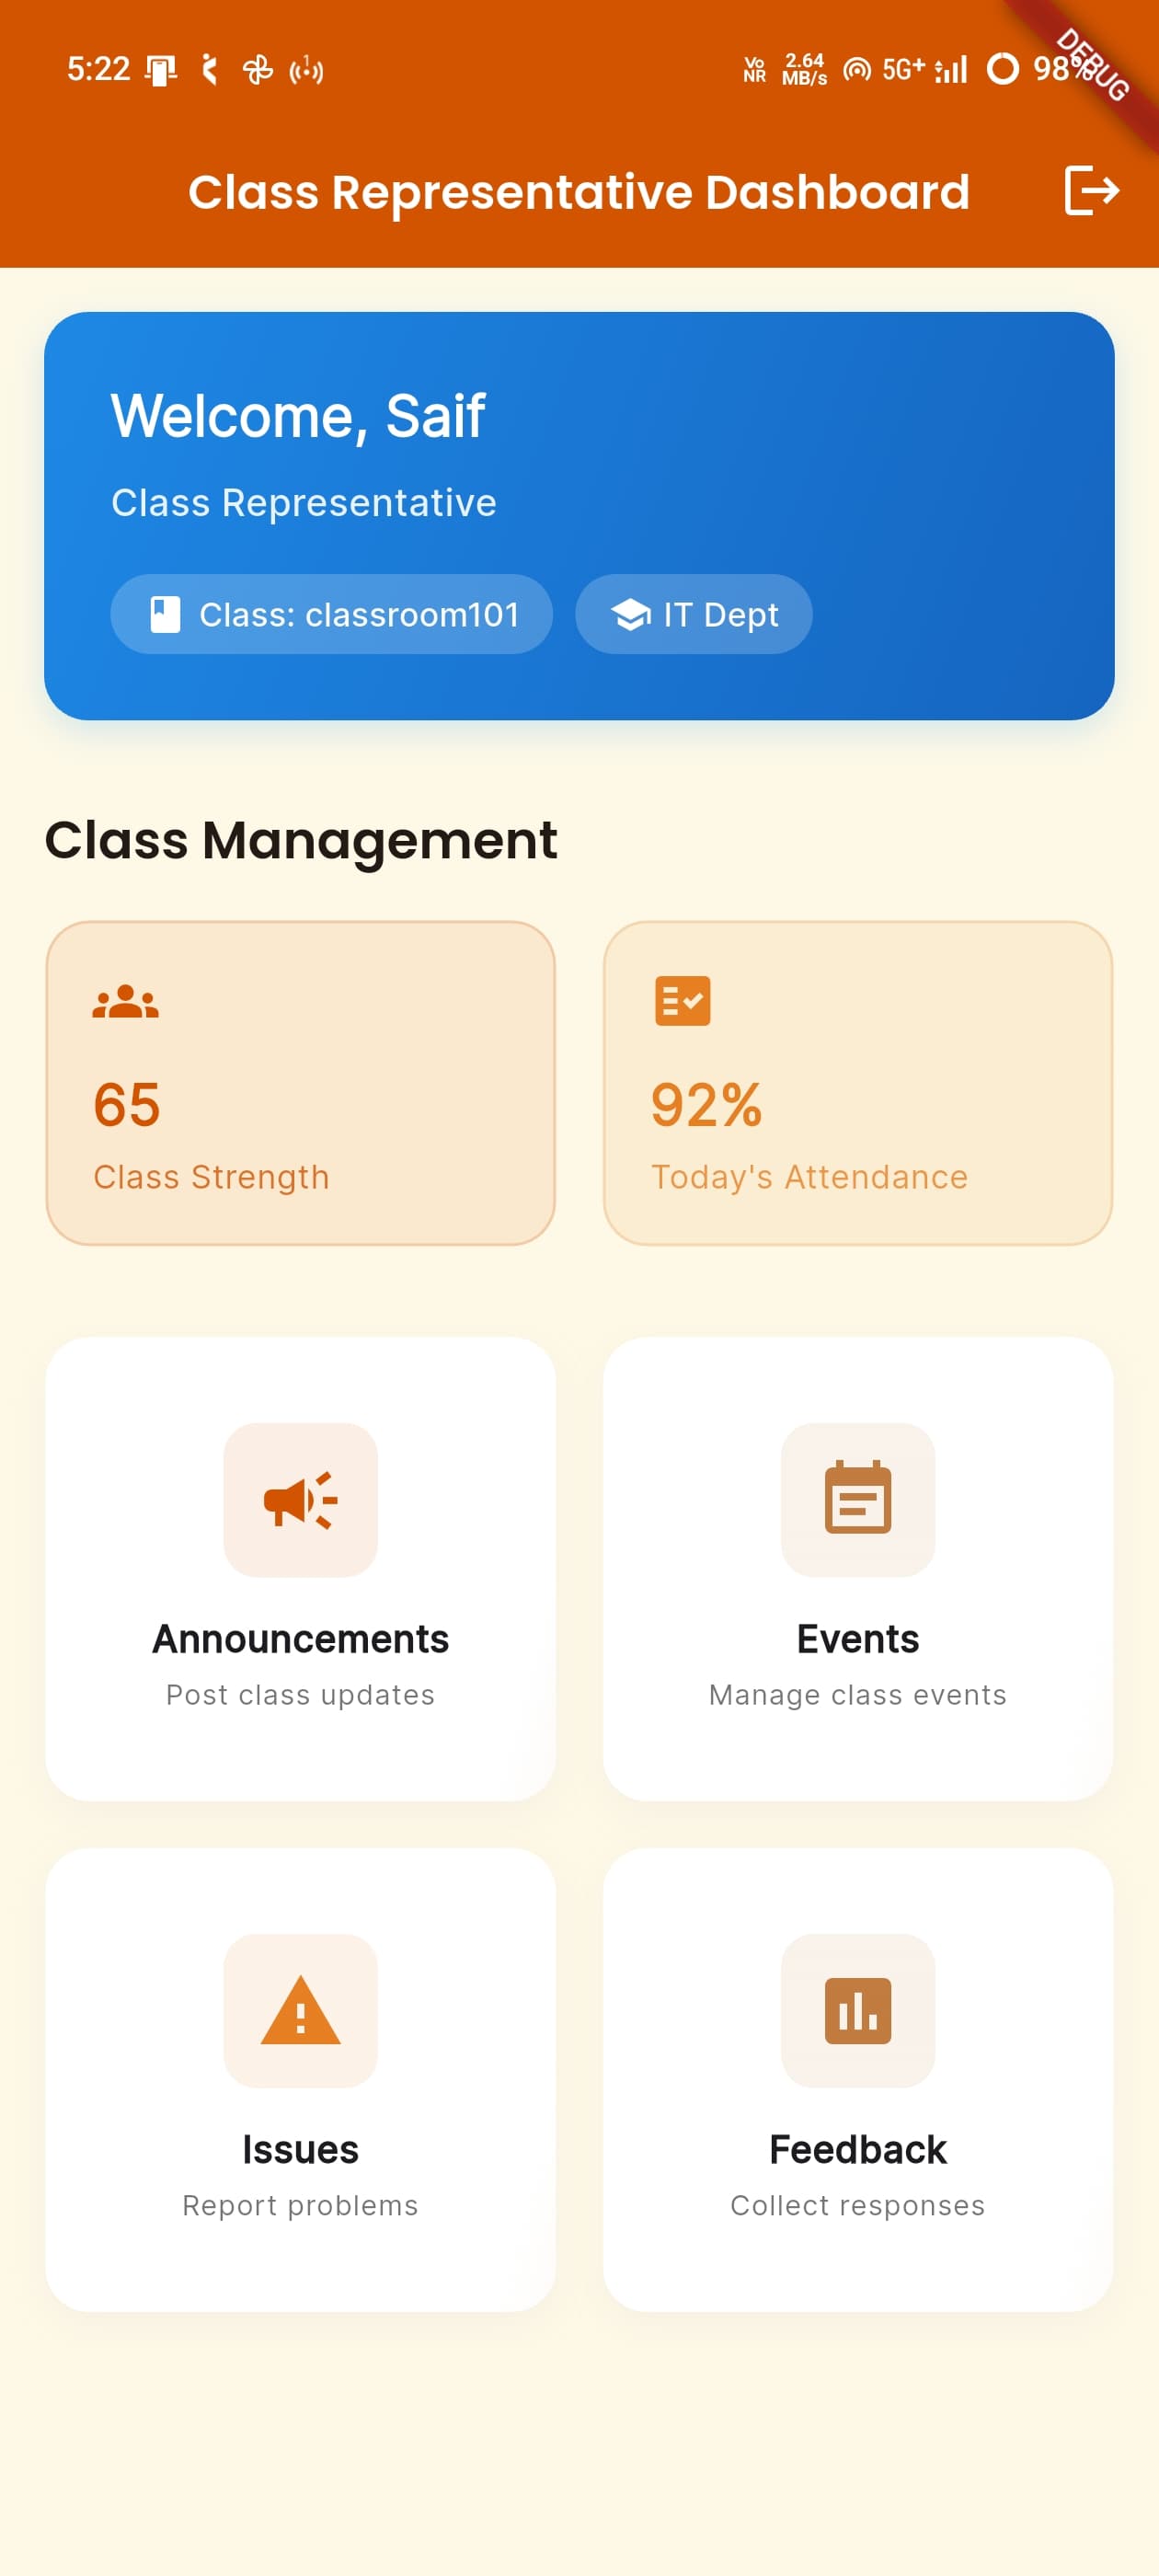 5:22 Vo NR 2.64 MB/s 5G+ 98%
DEBUG
Class Representative Dashboard
Welcome, Saif
Class Representative
Class: classroom101 IT Dept
Class Management
65 92%
Class Strength Today's Attendance
Announcements Events
Post class updates Manage class events
Issues Feedback
Report problems Collect responses